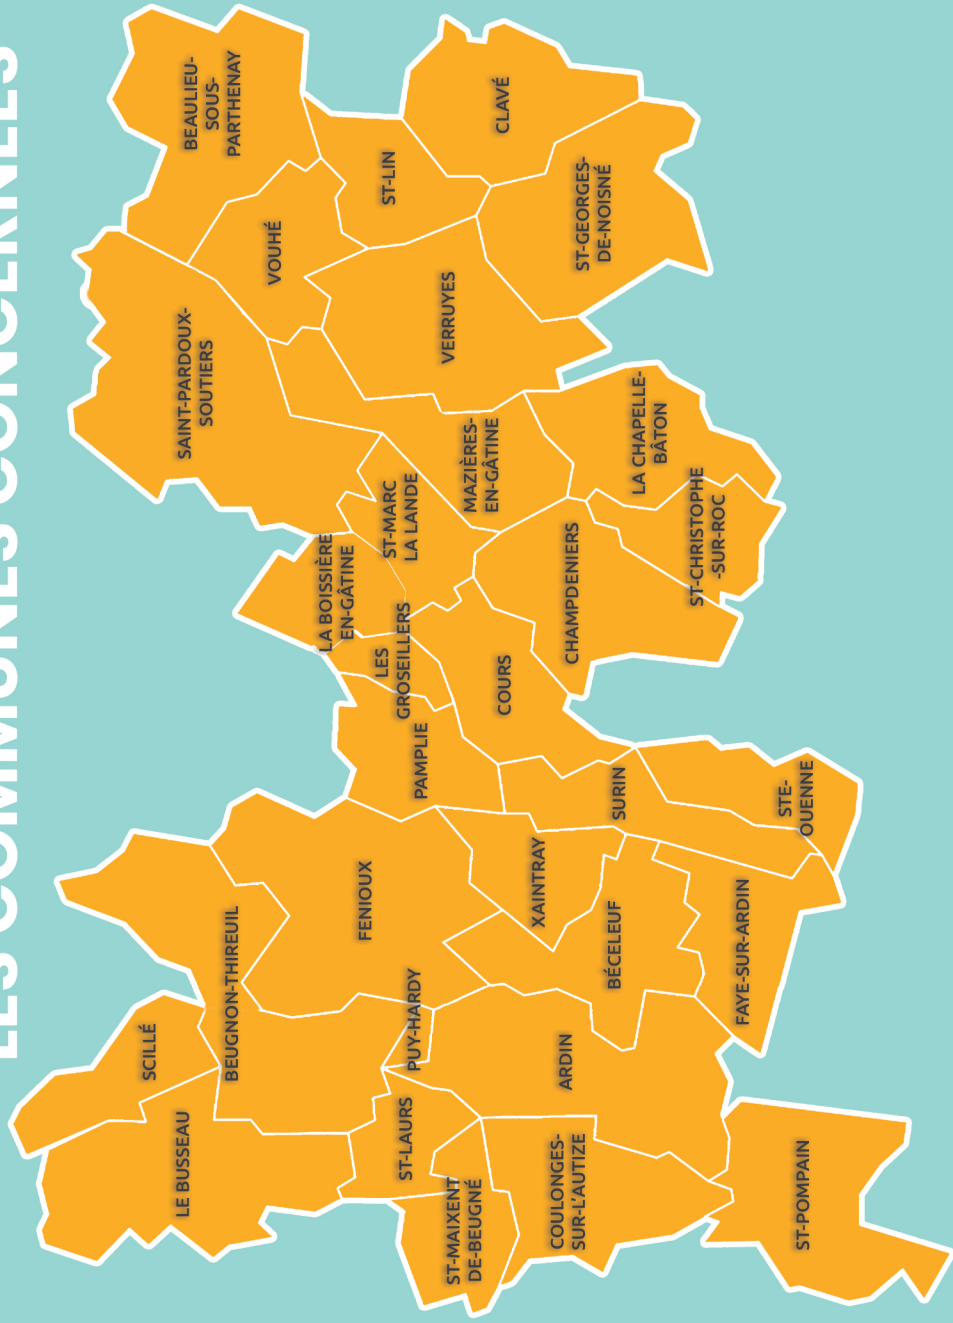 LES COMMUNES CONCERNÉES
BEAULIEU-
SOUS-
PARTHENAY
CLAVÉ
ST-LIN
VOUHÉ
ST-GEORGES-
DE-NOISNÉ
SAINT-PARDOUX-
SOUTIERS
VERRUYES
MAZIÈRES-
EN-GÂTINE
LA CHAPELLE-
BÂTON
ST-MARC
LA LANDE
ST-CHRISTOPHE
-SUR-ROC
LA BOISSIÈRE
EN-GÂTINE
CHAMPDENIERS
LES
GROSEILLERS
COURS
PAMPLIE
SURIN
STE-
OUENNE
FENIOUX
XAINTRAY
BÉCELEUF
FAYE-SUR-ARDIN
BEUGNON-THIREUIL
PUY-HARDY
SCILLÉ
ARDIN
LE BUSSEAU
ST-LAURS
COULONGES-
SUR-L'AUTIZE
ST-MAIXENT
DE-BEUGNÉ
ST-POMPAIN